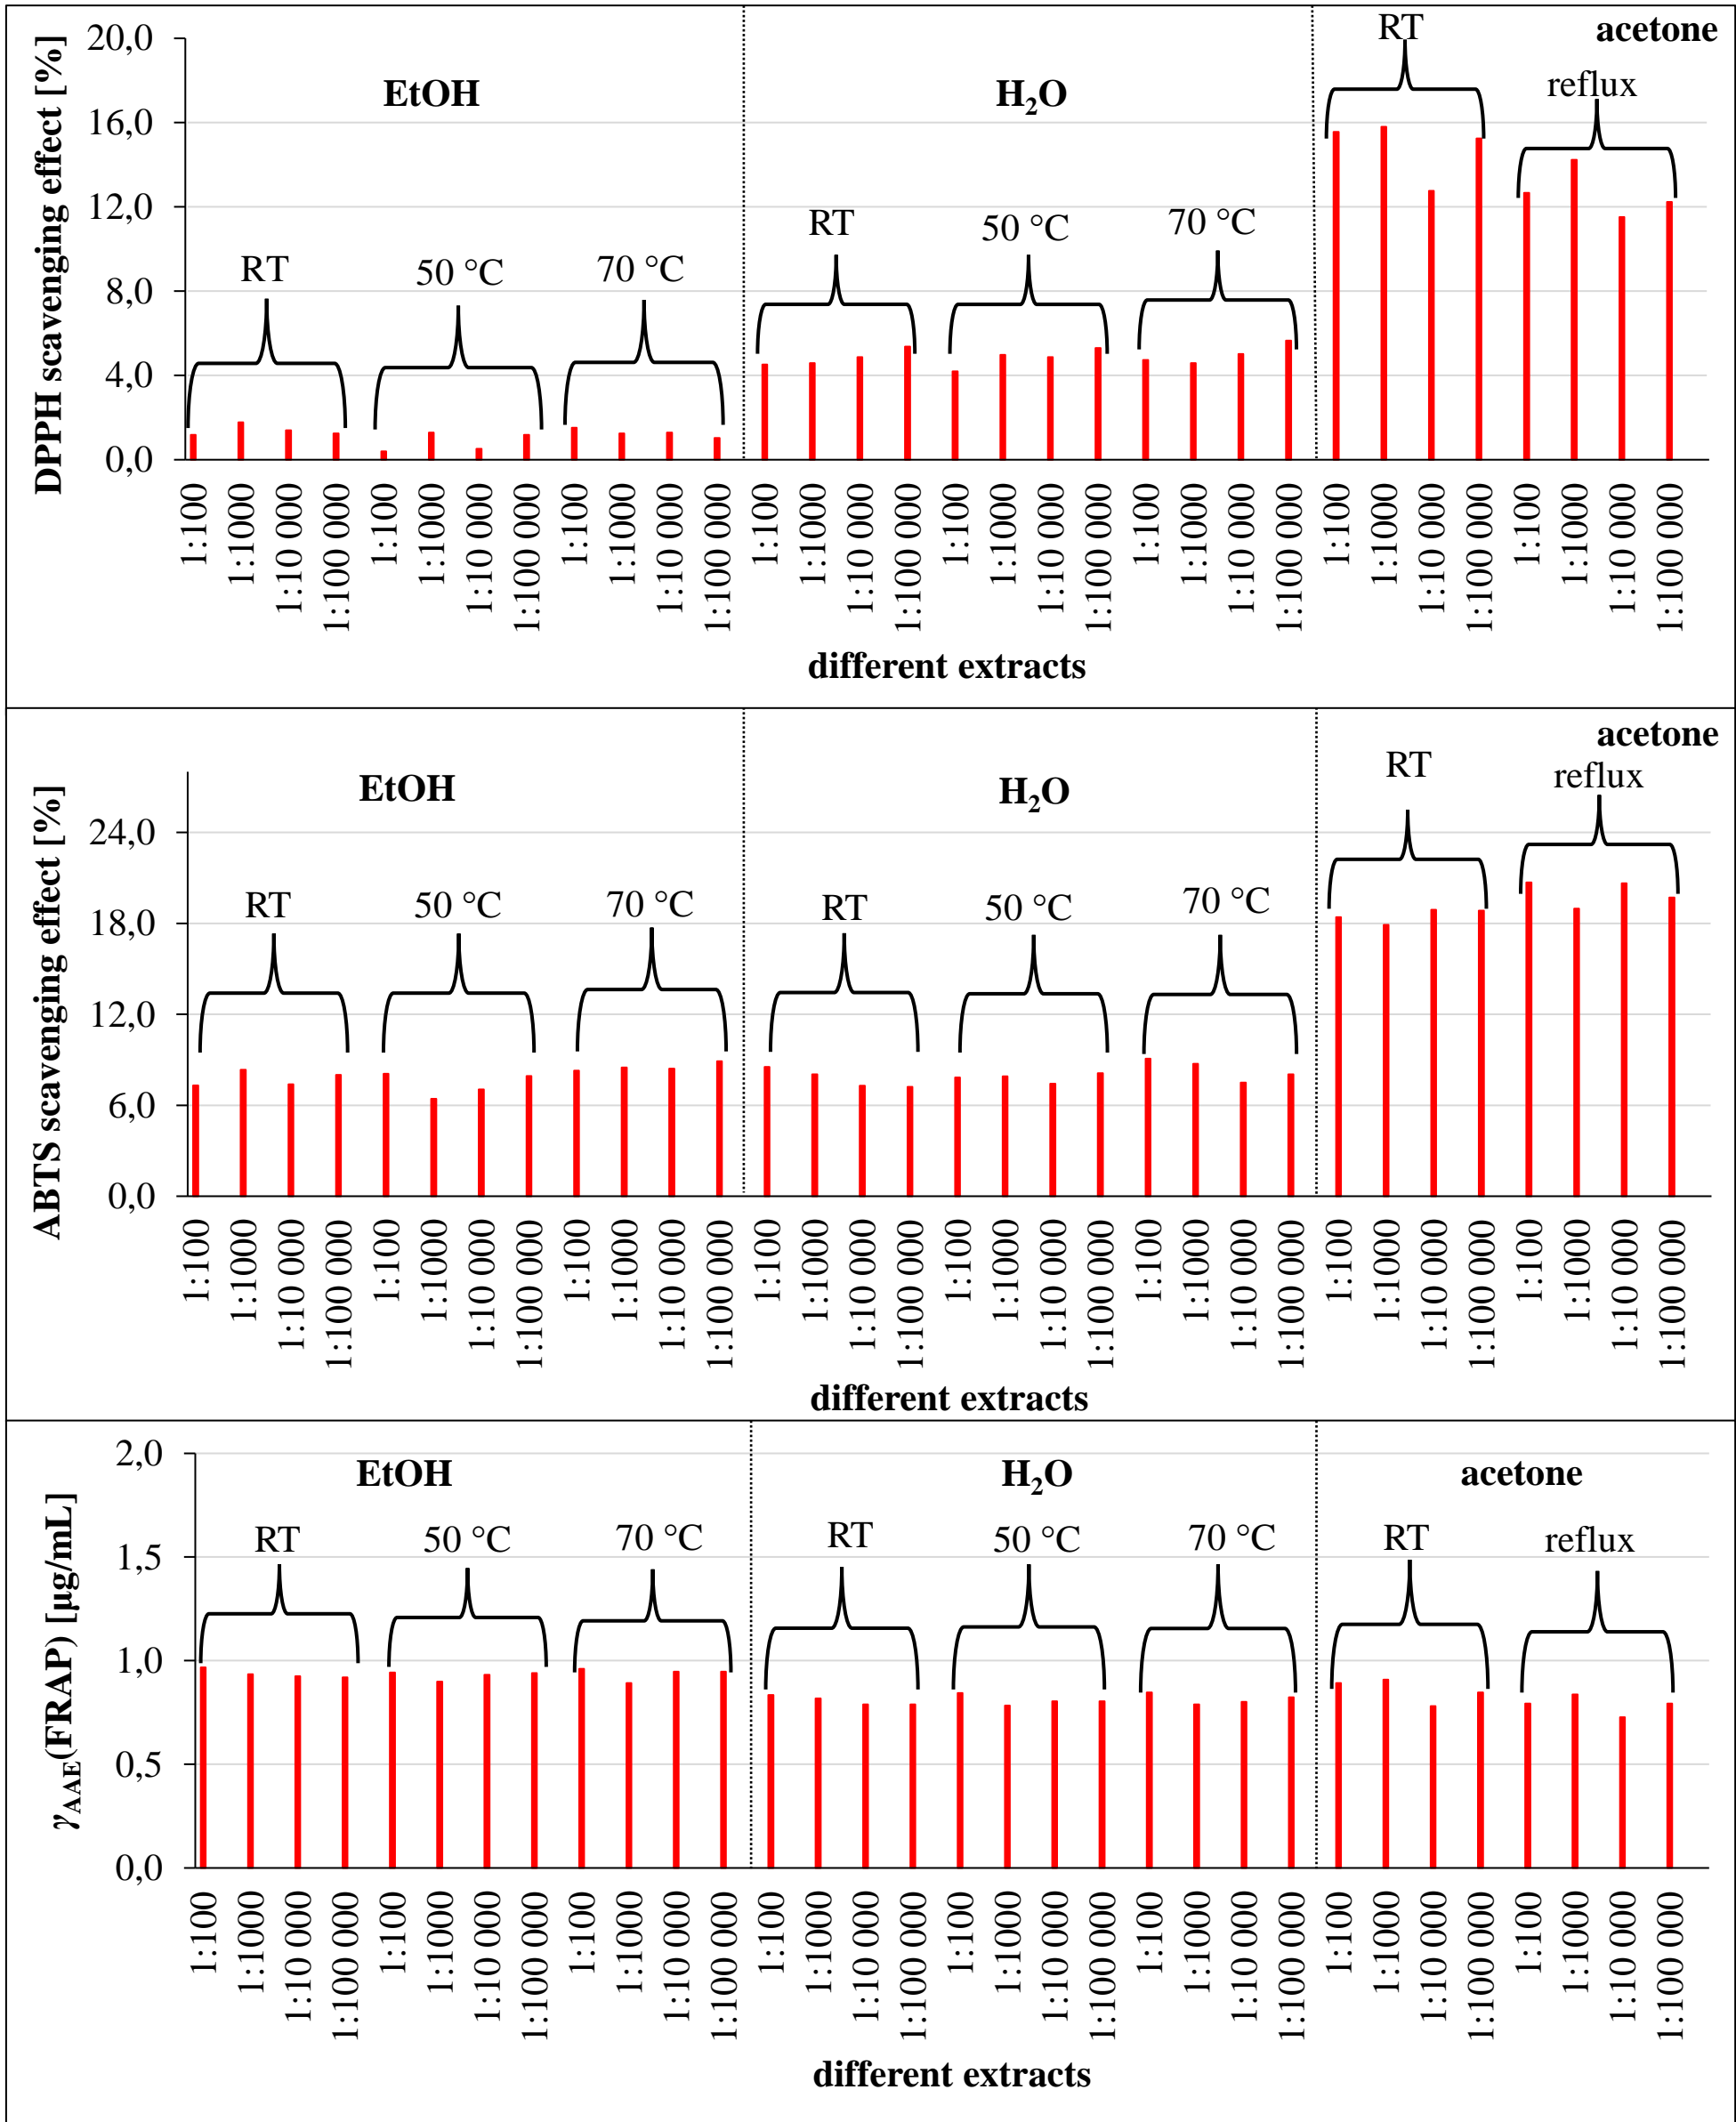 DPPH scavenging effect [%]
20,0
16,0
12,0
8,0
4,0
0,0
EtOH
RT
50 °C
70 °C
H₂O
RT
50 °C
70 °C
acetone
RT
reflux
1:100
1:1000
1:10 000
1:100 000
1:100
1:1000
1:10 000
1:100 000
1:100
1:1000
1:10 000
1:100 000
1:100
1:1000
1:10 000
1:100 000
1:100
1:1000
1:10 000
1:100 000
1:100
1:1000
1:10 000
1:100 000
1:100
1:1000
1:10 000
1:100 000
1:100
1:1000
1:10 000
1:100 000
different extracts
ABTS scavenging effect [%]
24,0
18,0
12,0
6,0
0,0
EtOH
RT
50 °C
70 °C
H₂O
RT
50 °C
70 °C
acetone
RT
reflux
1:100
1:1000
1:10 000
1:100 000
1:100
1:1000
1:10 000
1:100 000
1:100
1:1000
1:10 000
1:100 000
1:100
1:1000
1:10 000
1:100 000
1:100
1:1000
1:10 000
1:100 000
1:100
1:1000
1:10 000
1:100 000
1:100
1:1000
1:10 000
1:100 000
1:100
1:1000
1:10 000
1:100 000
different extracts
γAAE(FRAP) [µg/mL]
2,0
1,5
1,0
0,5
0,0
EtOH
RT
50 °C
70 °C
H₂O
RT
50 °C
70 °C
acetone
RT
reflux
1:100
1:1000
1:10 000
1:100 000
1:100
1:1000
1:10 000
1:100 000
1:100
1:1000
1:10 000
1:100 000
1:100
1:1000
1:10 000
1:100 000
1:100
1:1000
1:10 000
1:100 000
1:100
1:1000
1:10 000
1:100 000
1:100
1:1000
1:10 000
1:100 000
1:100
1:1000
1:10 000
1:100 000
different extracts